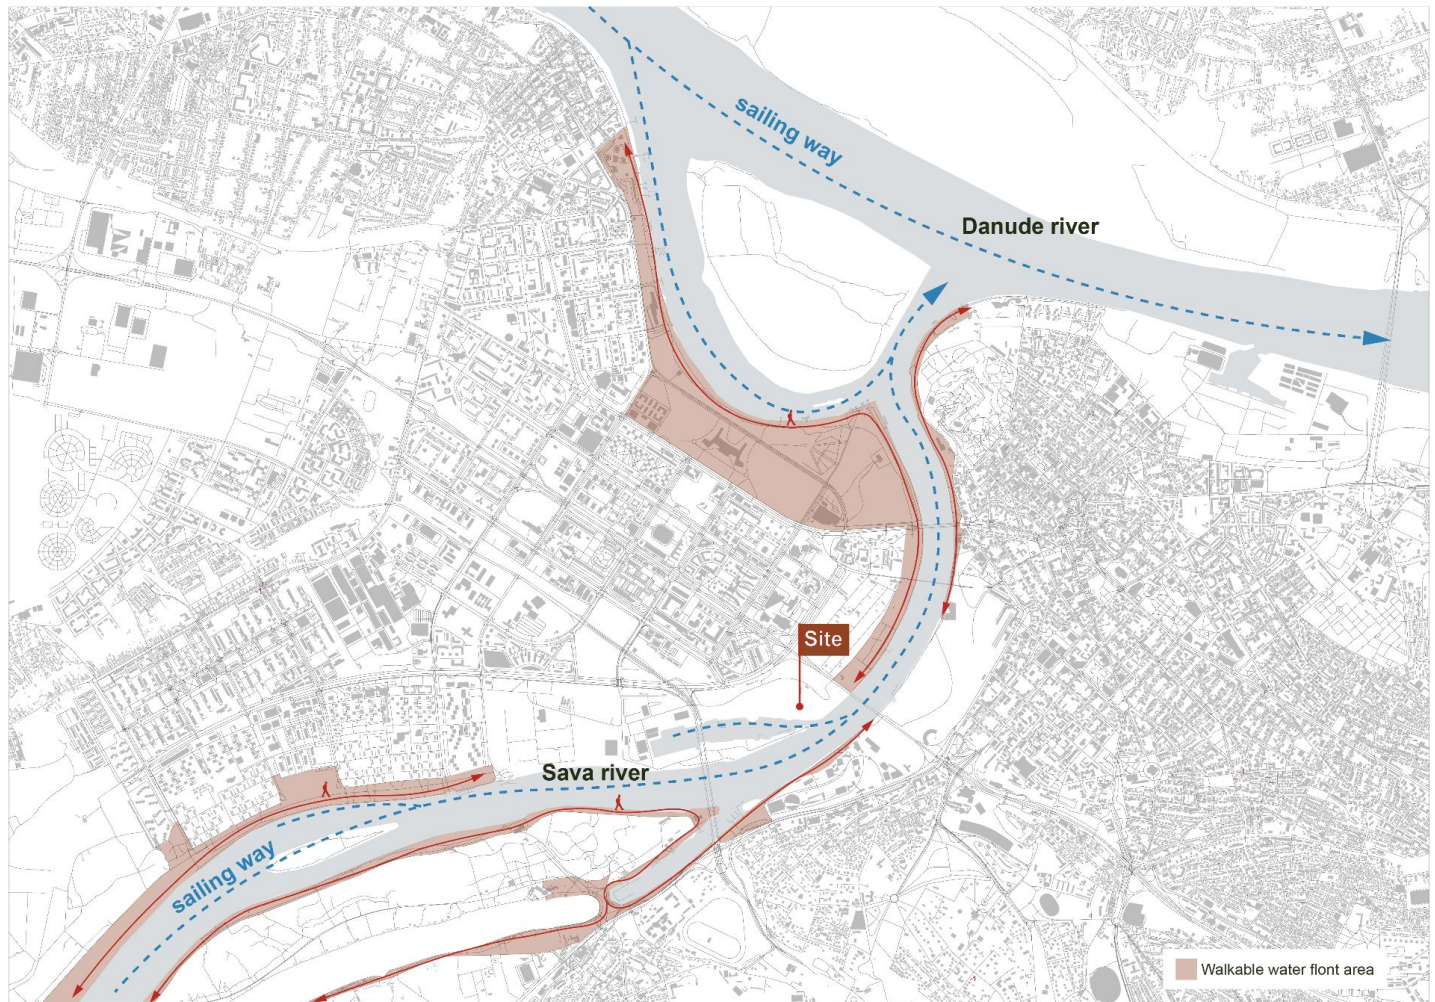 sailing way
Danude river
Site
Sava river
sailing way
Walkable water flont area